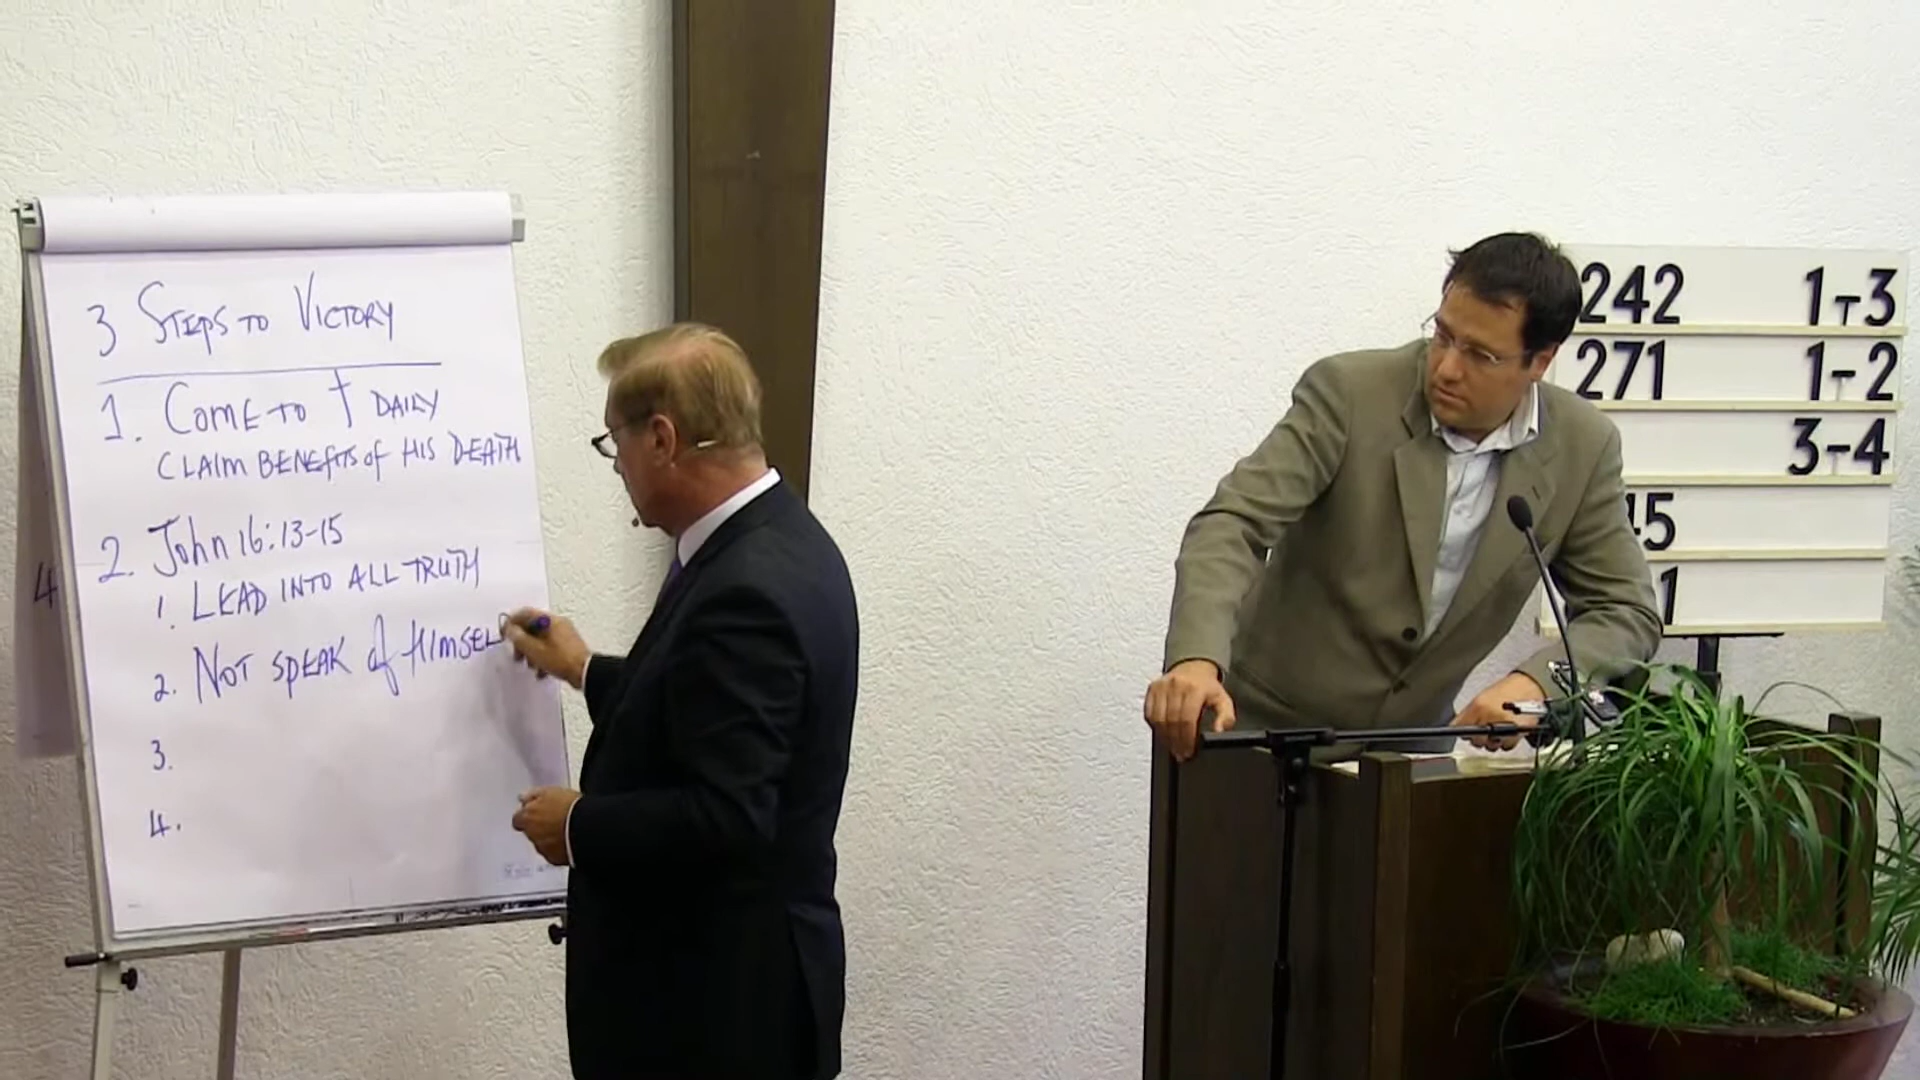 3 STEPS TO VICTORY
1. COME TO † DAILY
CLAIM BENEFITS of HIS DEATH
2. John 16:13-15
1. LEAD INTO ALL TRUTH
2. NOT SPEAK of HIMSEL
3.
4.
4
242 1-3
271 1-2
3-4
45
1